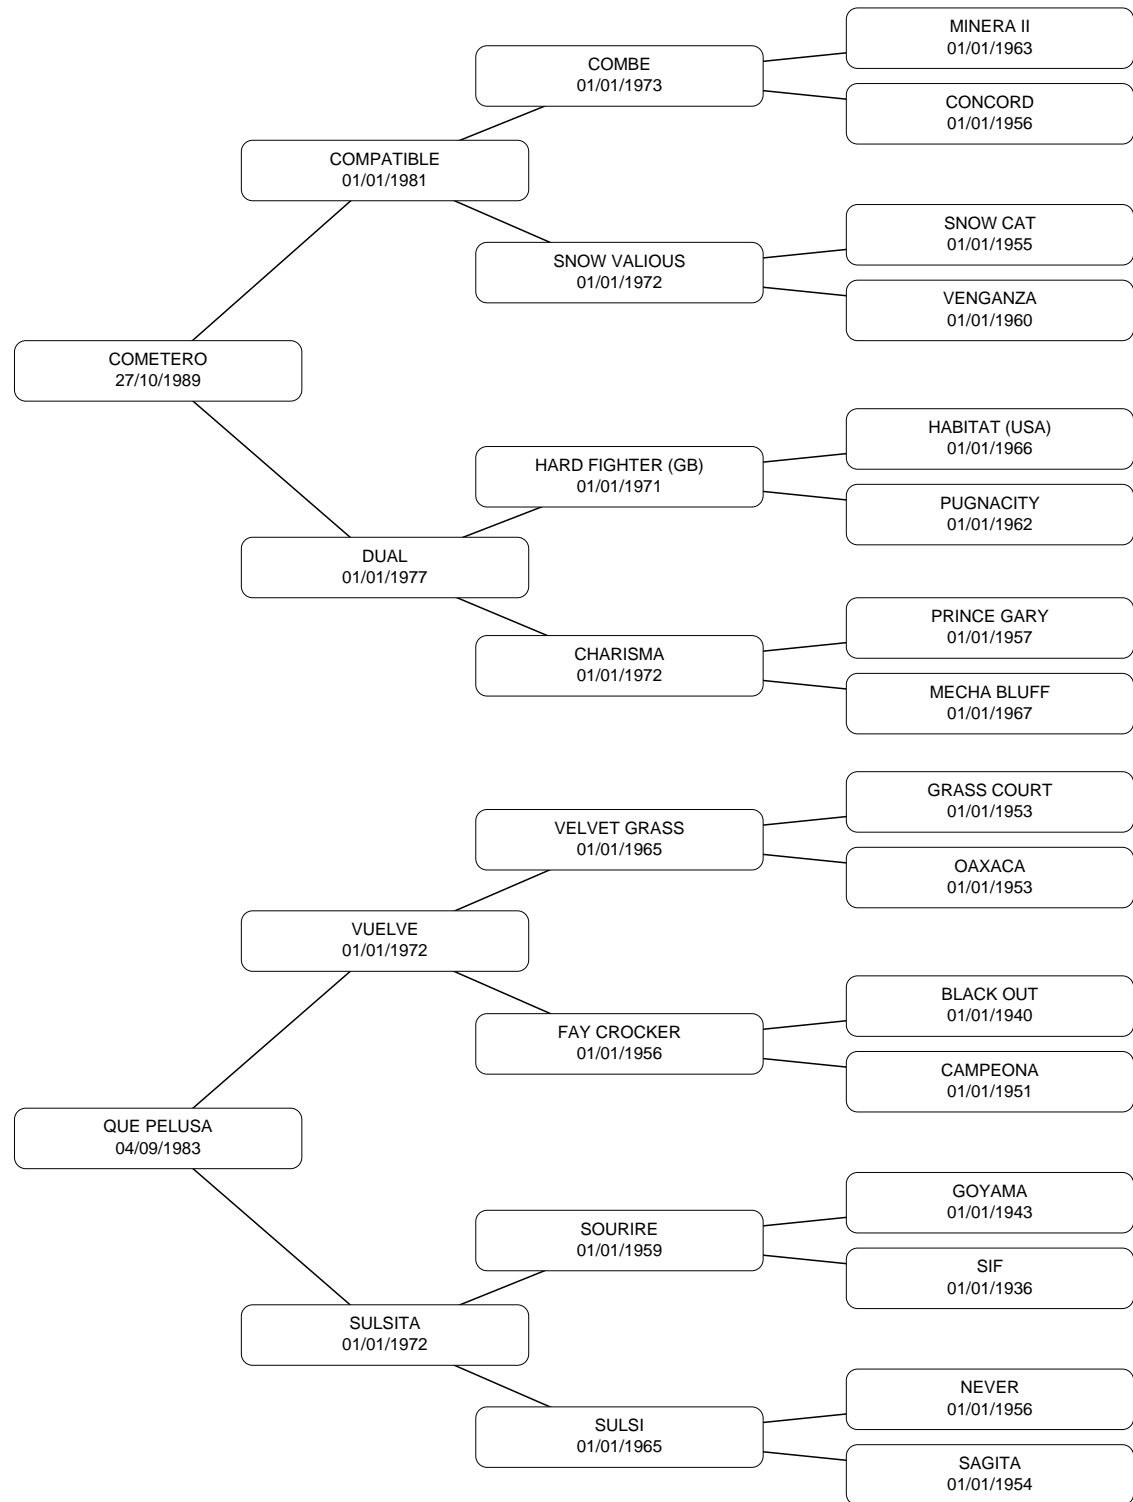 MINERA II
01/01/1963
COMBE
01/01/1973
CONCORD
01/01/1956
COMPATIBLE
01/01/1981
SNOW CAT
01/01/1955
SNOW VALIOUS
01/01/1972
VENGANZA
01/01/1960
COMETERO
27/10/1989
HABITAT (USA)
01/01/1966
HARD FIGHTER (GB)
01/01/1971
PUGNACITY
01/01/1962
DUAL
01/01/1977
PRINCE GARY
01/01/1957
CHARISMA
01/01/1972
MECHA BLUFF
01/01/1967
GRASS COURT
01/01/1953
VELVET GRASS
01/01/1965
OAXACA
01/01/1953
VUELVE
01/01/1972
BLACK OUT
01/01/1940
FAY CROCKER
01/01/1956
CAMPEONA
01/01/1951
QUE PELUSA
04/09/1983
GOYAMA
01/01/1943
SOURIRE
01/01/1959
SIF
01/01/1936
SULSITA
01/01/1972
NEVER
01/01/1956
SULSI
01/01/1965
SAGITA
01/01/1954